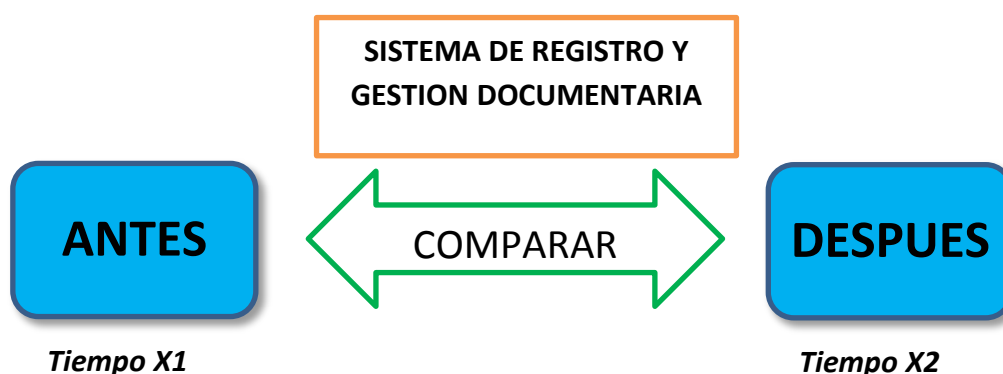 SISTEMA DE REGISTRO Y
GESTION DOCUMENTARIA
ANTES
COMPARAR
DESPUES
Tiempo X1
Tiempo X2